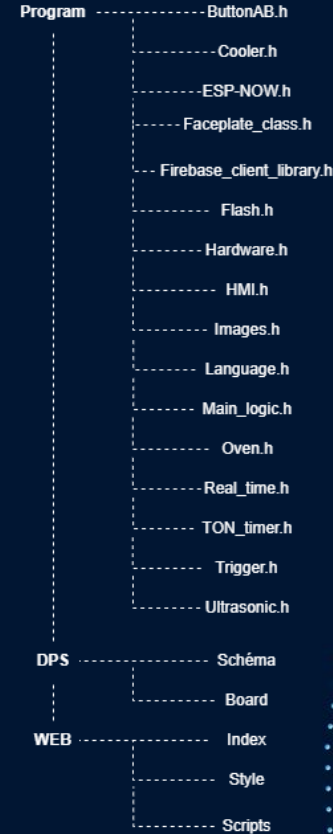 Program ButtonAB.h
Cooler.h
ESP-NOW.h
Faceplate_class.h
Firebase_client_library.h
Flash.h
Hardware.h
HMI.h
Images.h
Language.h
Main_logic.h
Oven.h
Real_time.h
TON_timer.h
Trigger.h
Ultrasonic.h
DPS Schéma
Board
WEB Index
Style
Scripts